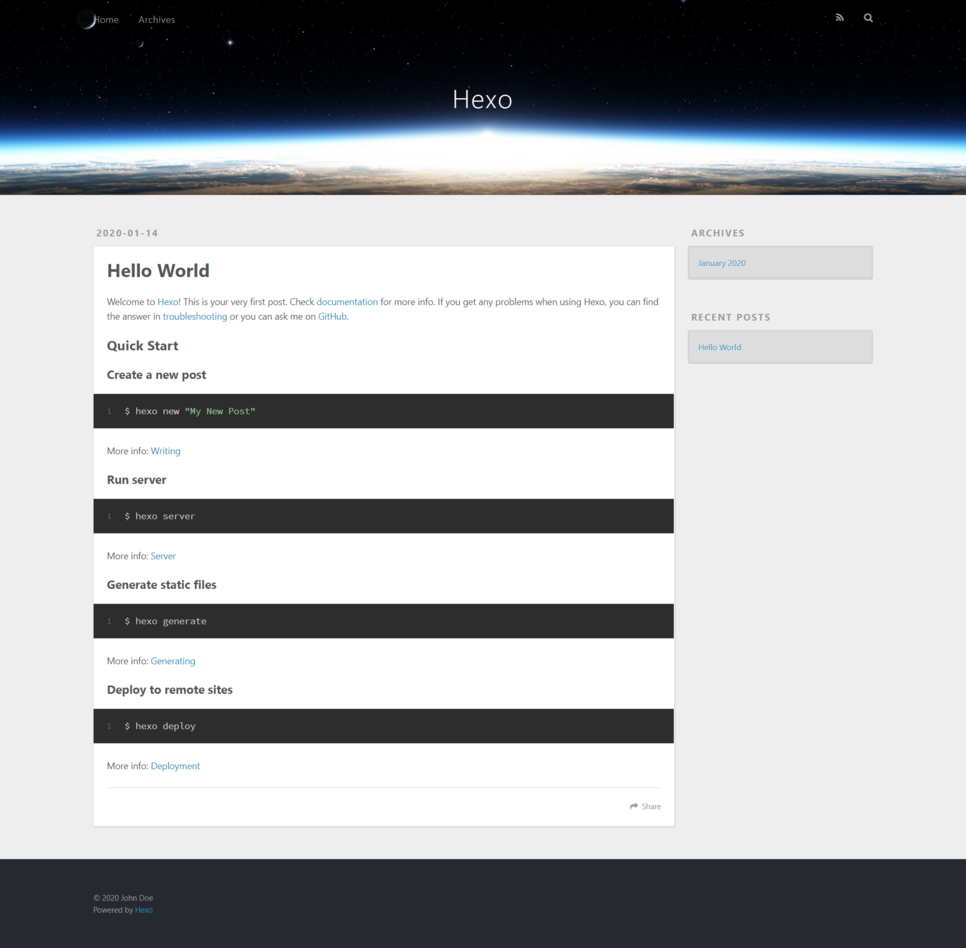 Home Archives
Hexo
2020-01-14
Hello World
Welcome to Hexo! This is your very first post. Check documentation for more info. If you get any problems when using Hexo, you can find
the answer in troubleshooting or you can ask me on GitHub.
Quick Start
Create a new post
1 $ hexo new "My New Post"
More info: Writing
Run server
1 $ hexo server
More info: Server
Generate static files
1 $ hexo generate
More info: Generating
Deploy to remote sites
1 $ hexo deploy
More info: Deployment
Share
ARCHIVES
January 2020
RECENT POSTS
Hello World
© 2020 John Doe
Powered by Hexo